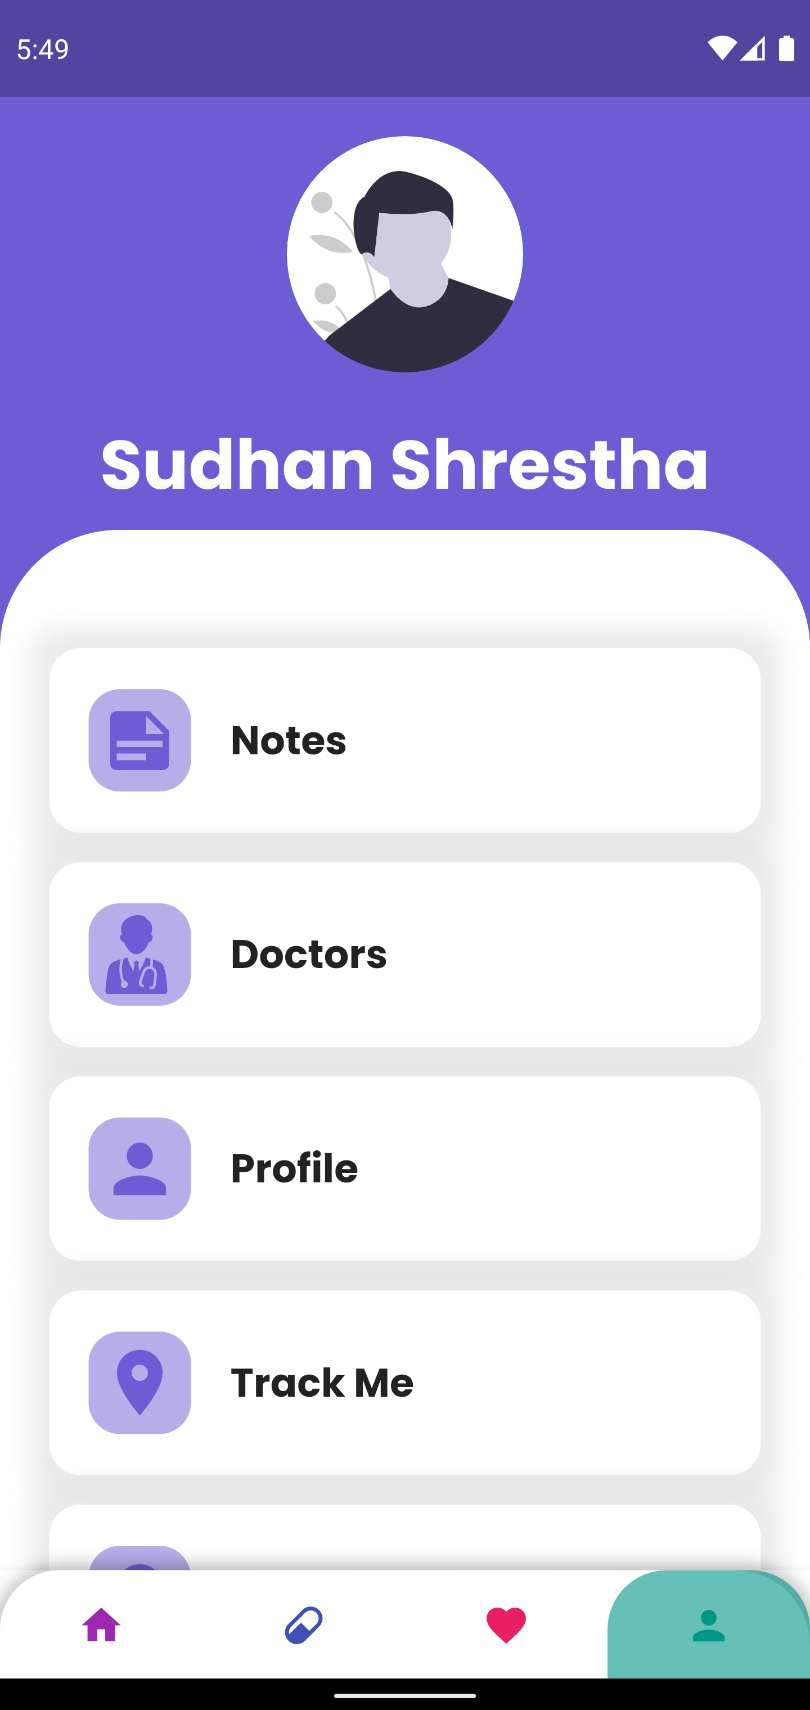 5:49
Sudhan Shrestha
Notes
Doctors
Profile
Track Me